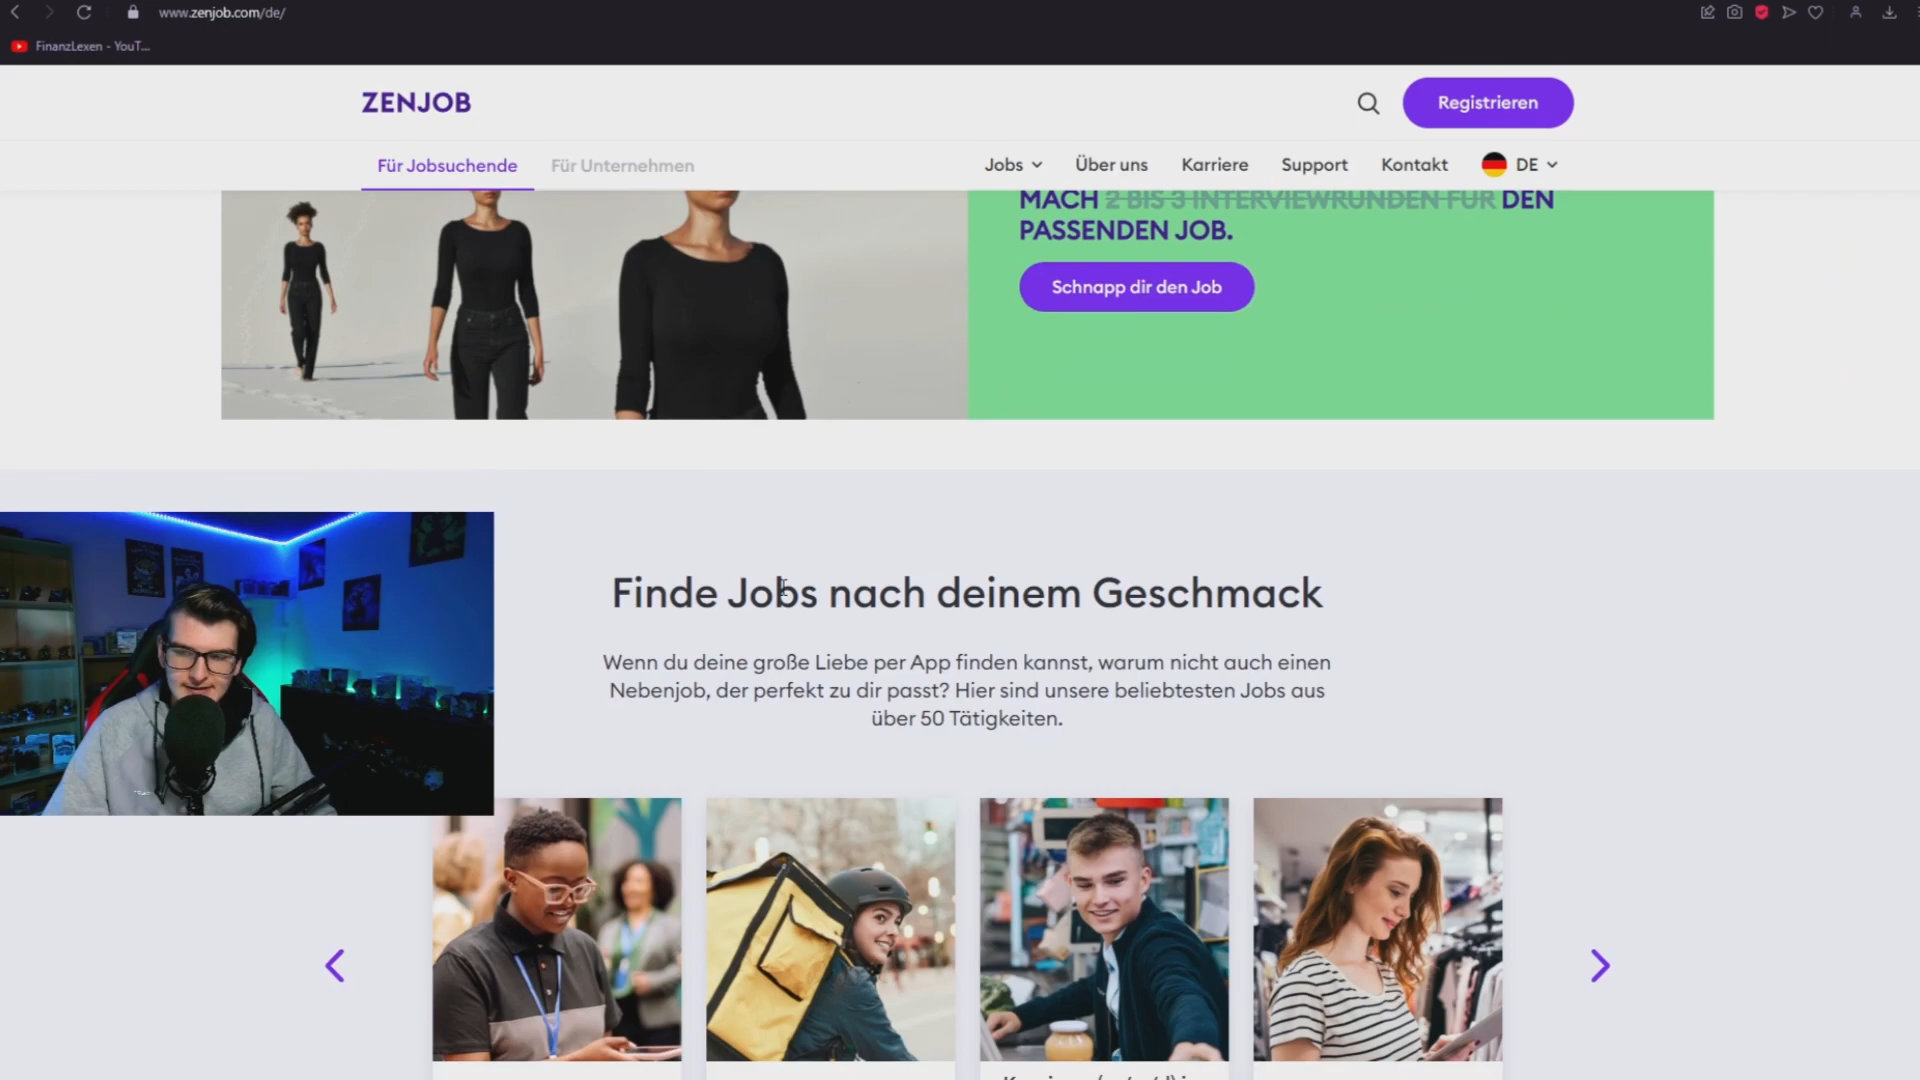 www.zenjob.com/de/
FinanzLexen - YouT...
ZENJOB
Registrieren
Für Jobsuchende
Für Unternehmen
Jobs
Über uns
Karriere
Support
Kontakt
DE
MACH 2 BIS 3 INTERVIEWRUNDEN FÜR DEN
PASSENDEN JOB.
Schnapp dir den Job
Finde Jobs nach deinem Geschmack
Wenn du deine große Liebe per App finden kannst, warum nicht auch einen
Nebenjob, der perfekt zu dir passt? Hier sind unsere beliebtesten Jobs aus
über 50 Tätigkeiten.